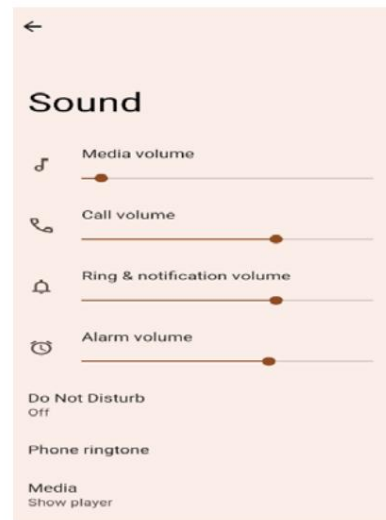 Sound
Media volume
Call volume
Ring & notification volume
Alarm volume
Do Not Disturb
Off
Phone ringtone
Media
Show player